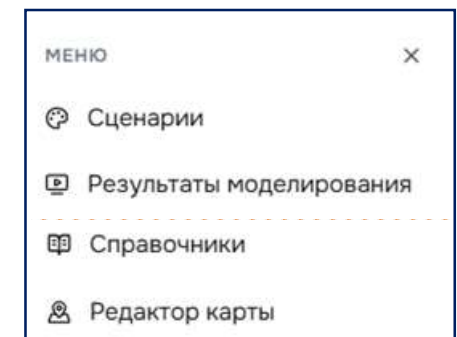 МЕНЮ
Сценарии
Результаты моделирования
Справочники
Редактор карты